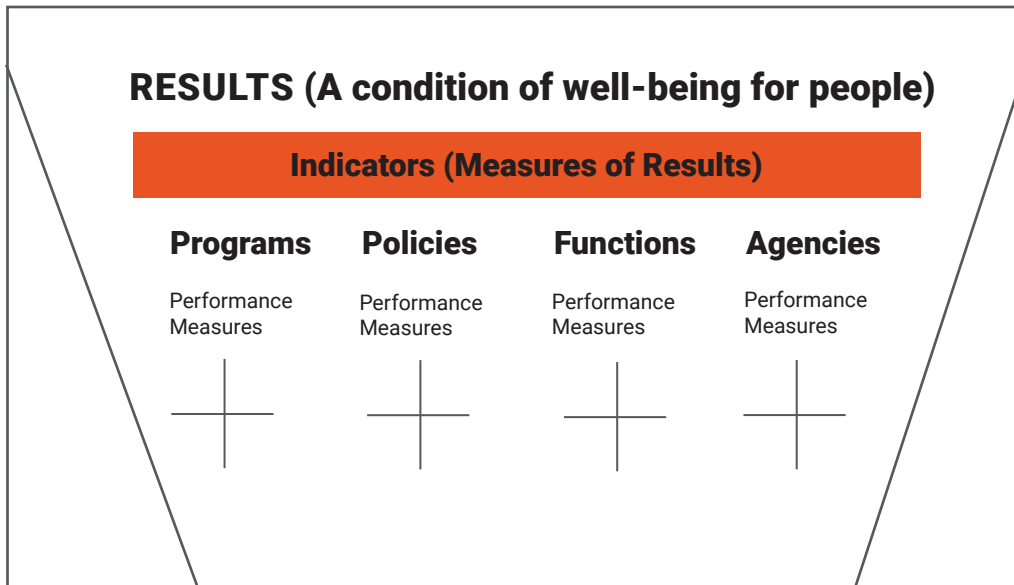 RESULTS (A condition of well-being for people)
Indicators (Measures of Results)
Programs Policies Functions Agencies
Performance Measures Performance Measures Performance Measures Performance Measures